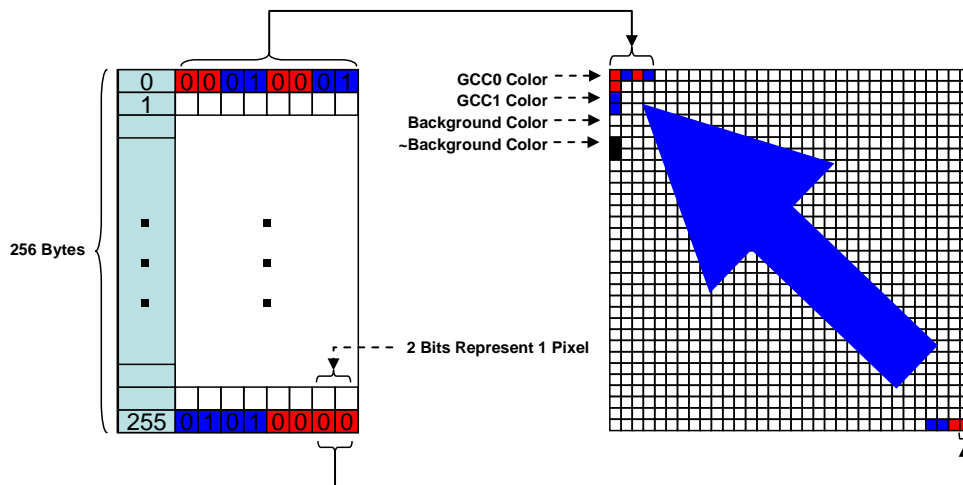 0 0 0 0 1 0 0 0 1
1
255 0 1 0 1 0 0 0 0
256 Bytes
2 Bits Represent 1 Pixel
GCC0 Color
GCC1 Color
Background Color
~Background Color